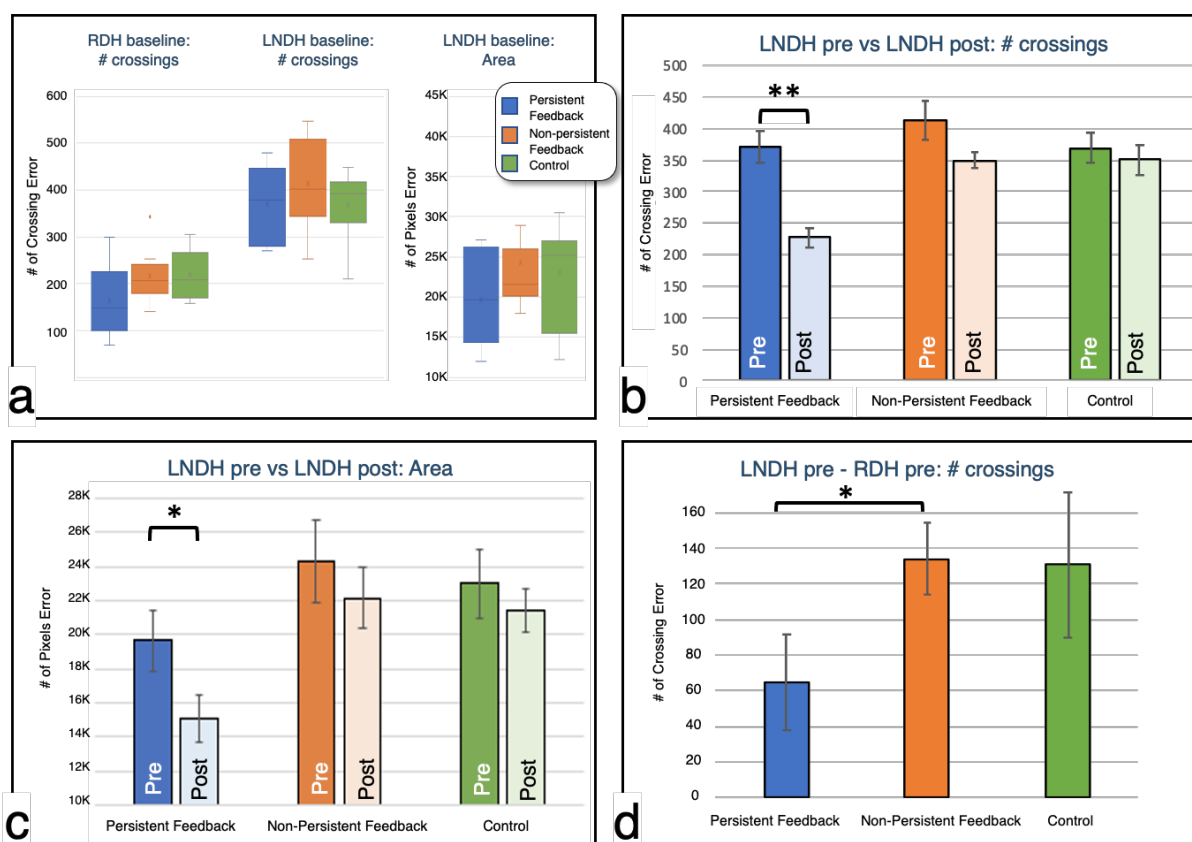 RDH baseline:
# crossings
LNDH baseline:
# crossings
LNDH baseline:
Area
# of Crossing Error
600
500
400
300
200
100
# of Pixels Error
45K
40K
35K
30K
25K
20K
15K
10K
Persistent
Feedback
Non-persistent
Feedback
Control
a
LNDH pre vs LNDH post: # crossings
# of Crossing Error
500
450
400
350
300
250
200
150
100
50
0
**
Pre
Post
Pre
Post
Pre
Post
Persistent Feedback
Non-Persistent Feedback
Control
b
LNDH pre vs LNDH post: Area
# of Pixels Error
28K
26K
24K
22K
20K
18K
16K
14K
12K
10K
*
Pre
Post
Pre
Post
Pre
Post
Persistent Feedback
Non-Persistent Feedback
Control
c
LNDH pre - RDH pre: # crossings
# of Crossing Error
160
140
120
100
80
60
40
20
0
*
Persistent Feedback
Non-Persistent Feedback
Control
d